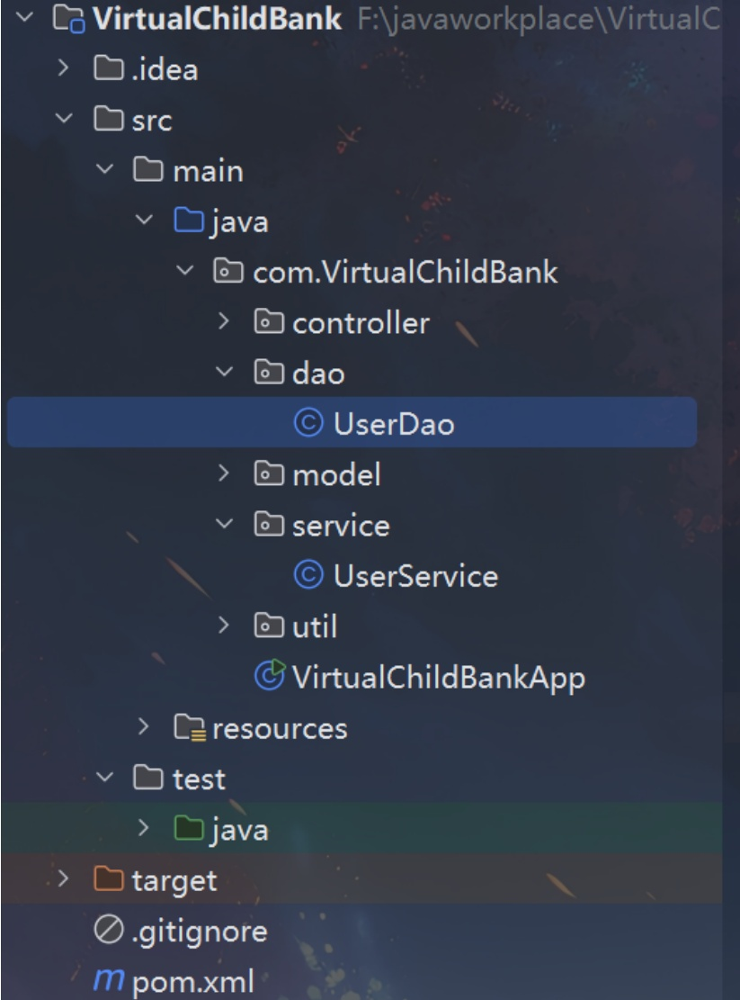 VirtualChildBank F:\javaworkplace\VirtualC
.idea
src
main
java
com.VirtualChildBank
controller
dao
UserDao
model
service
UserService
util
VirtualChildBankApp
resources
test
java
target
.gitignore
pom.xml